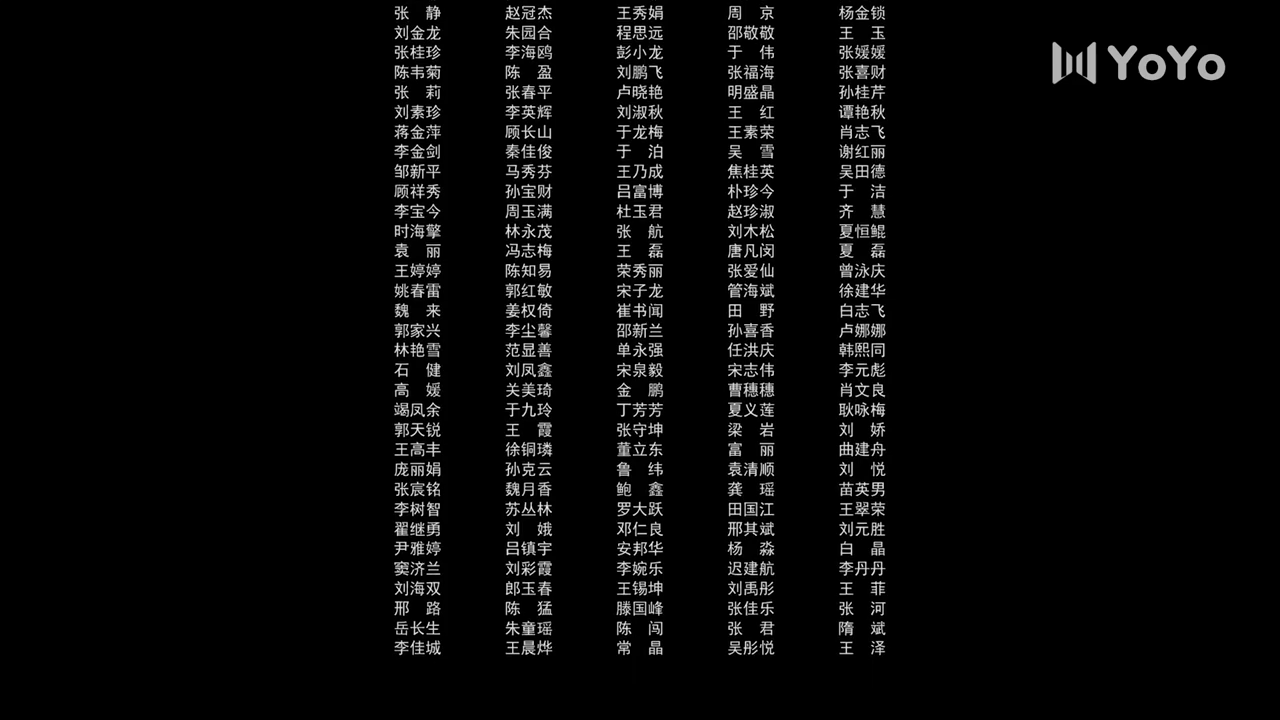 张 静 赵冠杰 王秀娟 周 京 杨金锁
刘金龙 朱园合 程思远 邵敬敬 王 玉
张桂珍 李海鸥 彭小龙 于 伟 张媛媛
陈韦菊 陈 盈 刘鹏飞 张福海 张喜财
张 莉 张春平 卢晓艳 明盛晶 孙桂芹
刘素珍 李英辉 刘淑秋 王 红 谭艳秋
蒋金萍 顾长山 于龙梅 王素荣 肖志飞
李金剑 秦佳俊 于 泊 吴 雪 谢红丽
邹新平 马秀芬 王乃成 焦桂英 吴田德
顾祥秀 孙宝财 吕富博 朴珍今 于 洁
李宝今 周玉满 杜玉君 赵珍淑 齐 慧
时海擎 林永茂 张 航 刘木松 夏恒鲲
袁 丽 冯志梅 王 磊 唐凡闵 夏 磊
王婷婷 陈知易 荣秀丽 张爱仙 曾泳庆
姚春雷 郭红敏 宋子龙 管海斌 徐建华
魏 来 姜权倚 崔书闻 田 野 白志飞
郭家兴 李尘馨 邵新兰 孙喜香 卢娜娜
林艳雪 范显善 单永强 任洪庆 韩熙同
石 健 刘凤鑫 宋泉毅 宋志伟 李元彪
高 媛 关美琦 金 鹏 曹穗穗 肖文良
竭凤余 于九玲 丁芳芳 夏义莲 耿咏梅
郭天锐 王 霞 张守坤 梁 岩 刘 娇
王高丰 徐铜璘 董立东 富 丽 曲建舟
庞丽娟 孙克云 鲁 纬 袁清顺 刘 悦
张宸铭 魏月香 鲍 鑫 龚 瑶 苗英男
李树智 苏丛林 罗大跃 田国江 王翠荣
翟继勇 刘 娥 邓仁良 邢其斌 刘元胜
尹雅婷 吕镇宇 安邦华 杨 淼 白 晶
窦济兰 刘彩霞 李婉乐 迟建航 李丹丹
刘海双 郎玉春 王锡坤 刘禹彤 王 菲
邢 路 陈 猛 滕国峰 张佳乐 张 河
岳长生 朱童瑶 陈 闯 张 君 隋 斌
李佳城 王晨烨 常 晶 吴彤悦 王 泽
YoYo